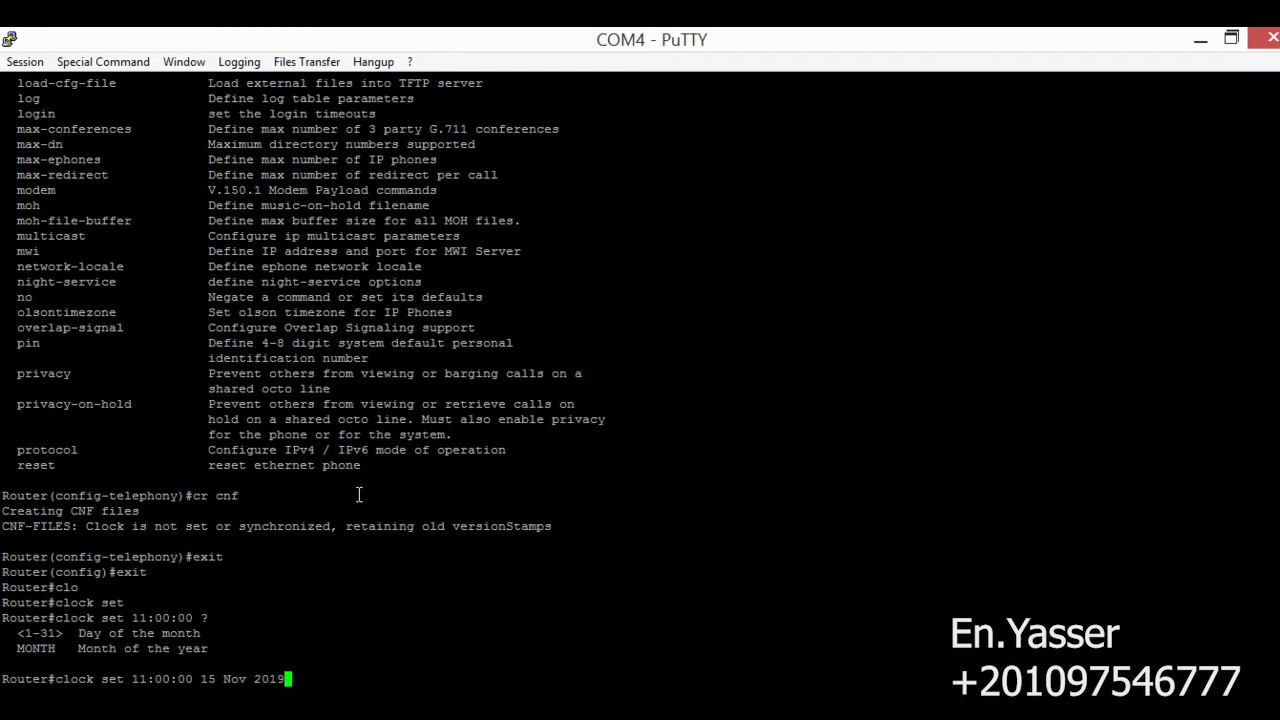 COM4 - PuTTY
Session Special Command Window Logging Files Transfer Hangup ?
load-cfg-file Load external files into TFTP server
log Define log table parameters
login set the login timeouts
max-conferences Define max number of 3 party G.711 conferences
max-dn Maximum directory numbers supported
max-ephones Define max number of IP phones
max-redirect Define max number of redirect per call
modem V.150.1 Modem Payload commands
moh Define music-on-hold filename
moh-file-buffer Define max buffer size for all MOH files.
multicast Configure ip multicast parameters
mwi Define IP address and port for MWI Server
network-locale Define ephone network locale
night-service define night-service options
no Negate a command or set its defaults
olsontimezone Set olson timezone for IP Phones
overlap-signal Configure Overlap Signaling support
pin Define 4-8 digit system default personal
identification number
privacy Prevent others from viewing or barging calls on a
shared octo line
privacy-on-hold Prevent others from viewing or retrieve calls on
hold on a shared octo line. Must also enable privacy
for the phone or for the system.
protocol Configure IPv4 / IPv6 mode of operation
reset reset ethernet phone
Router(config-telephony)#cr cnf
Creating CNF files
CNF-FILES: Clock is not set or synchronized, retaining old versionStamps
Router(config-telephony)#exit
Router(config)#exit
Router#clo
Router#clock set
Router#clock set 11:00:00 ?
<1-31> Day of the month
MONTH Month of the year
Router#clock set 11:00:00 15 Nov 2019
En.Yasser
+201097546777